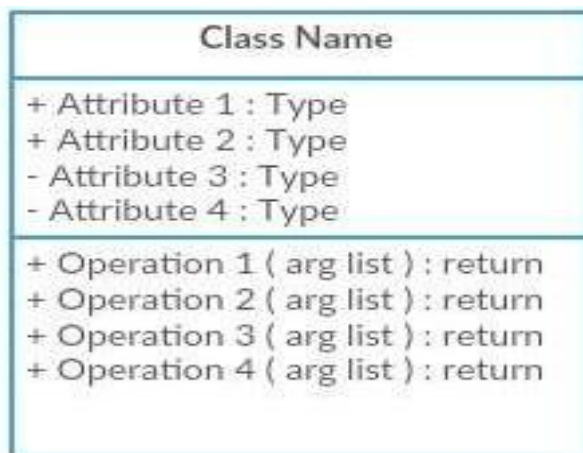 Class Name
+ Attribute 1 : Type
+ Attribute 2 : Type
- Attribute 3 : Type
- Attribute 4 : Type
+ Operation 1 ( arg list ) : return
+ Operation 2 ( arg list ) : return
+ Operation 3 ( arg list ) : return
+ Operation 4 ( arg list ) : return